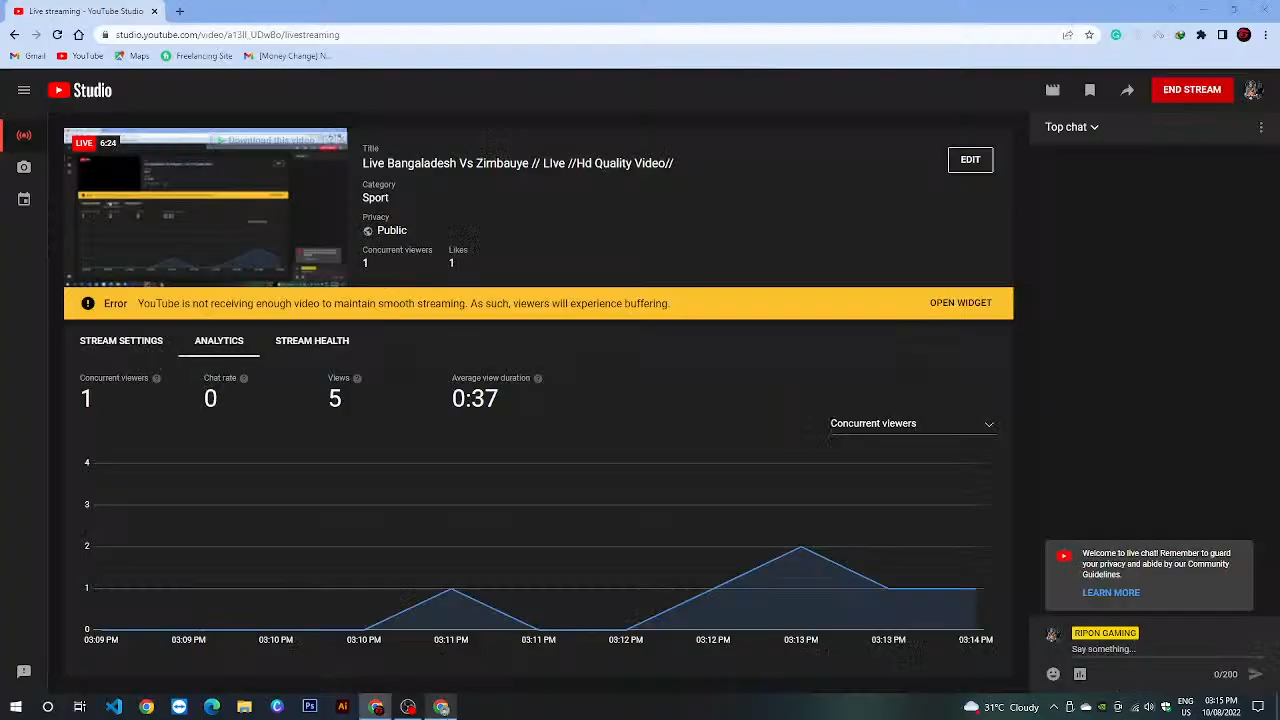 Live streaming - YouTube Studio
studio.youtube.com/video/a13II_UDwBo/livestreaming
Gmail YouTube Maps Freelancing Site [Money Change] N...
Studio
END STREAM
LIVE 6:24
Download this video
Title
Live Bangaladesh Vs Zimbauye // LIve //Hd Quality Video//
EDIT
Category
Sport
Privacy
Public
Concurrent viewers Likes
1 1
Top chat
Error YouTube is not receiving enough video to maintain smooth streaming. As such, viewers will experience buffering. OPEN WIDGET
STREAM SETTINGS ANALYTICS STREAM HEALTH
Concurrent viewers Chat rate Views Average view duration
1 0 5 0:37
Concurrent viewers
4
3
2
1
0
03:09 PM 03:09 PM 03:10 PM 03:10 PM 03:11 PM 03:11 PM 03:12 PM 03:12 PM 03:13 PM 03:13 PM 03:14 PM
Welcome to live chat! Remember to guard
your privacy and abide by our Community
Guidelines.
LEARN MORE
RIPON GAMING
Say something...
0/200
Ps Ai
31°C Cloudy
ENG
US
03:15 PM
10/08/2022